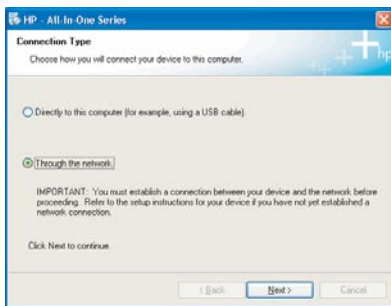 HP - All-In-One Series
Connection Type
Choose how you will connect your device to this computer.
hp
Directly to this computer (for example, using a USB cable)
Through the network.
IMPORTANT: You must establish a connection between your device and the network before
proceeding. Refer to the setup instructions for your device if you have not yet established a
network connection.
Click Next to continue.
< Back
Next >
Cancel